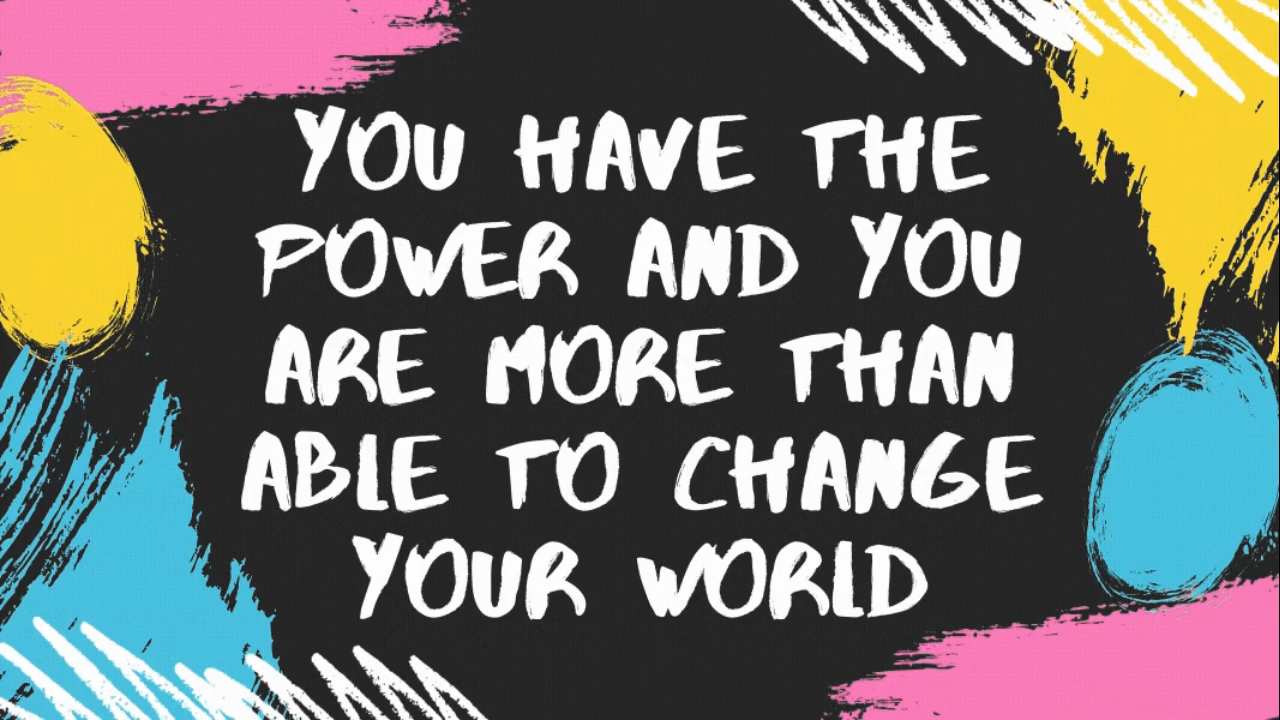 YOU HAVE THE
POWER AND YOU
ARE MORE THAN
ABLE TO CHANGE
YOUR WORLD